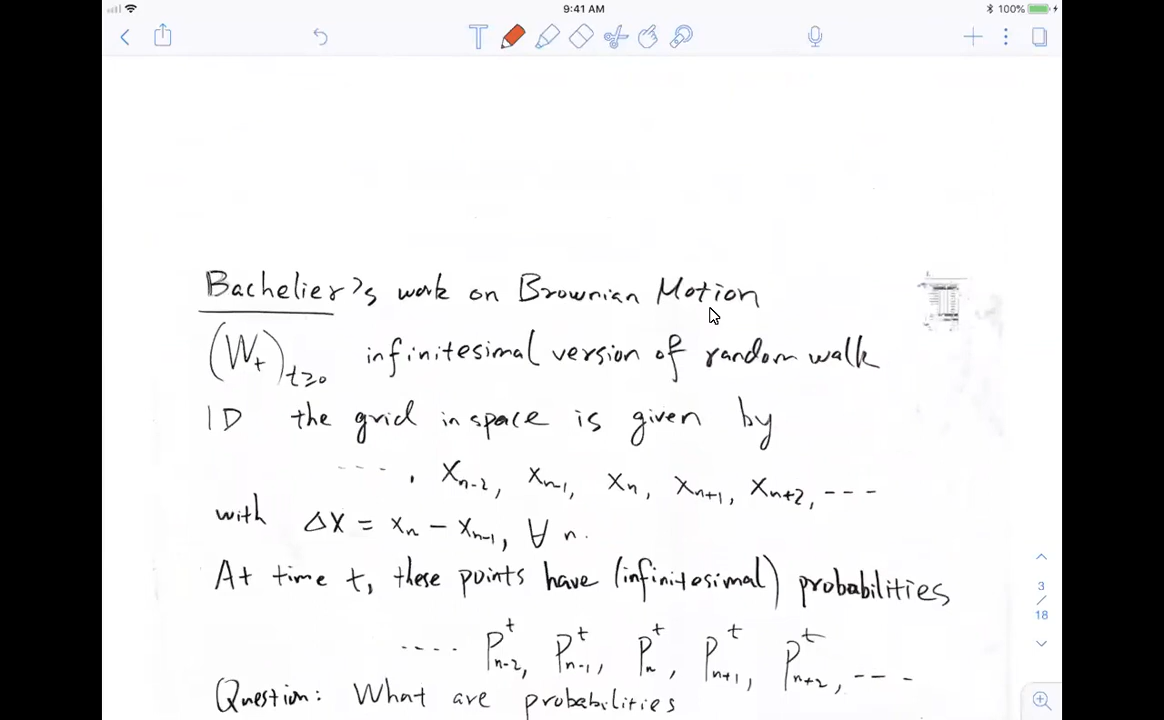 9:41 AM
100%
T
Bachelier's work on Brownian Motion
(W_t)_{t≥0} infinitesimal version of random walk
1D the grid in space is given by
...., x_{n-2}, x_{n-1}, x_n, x_{n+1}, x_{n+2}, ---
with Δx = x_n − x_{n-1}, ∀ n.
At time t, these points have (infinitesimal) probabilities
.... P^t_{n-2}, P^t_{n-1}, P^t_n, P^t_{n+1}, P^t_{n+2}, ---
Question: What are probabilities
3
/
18